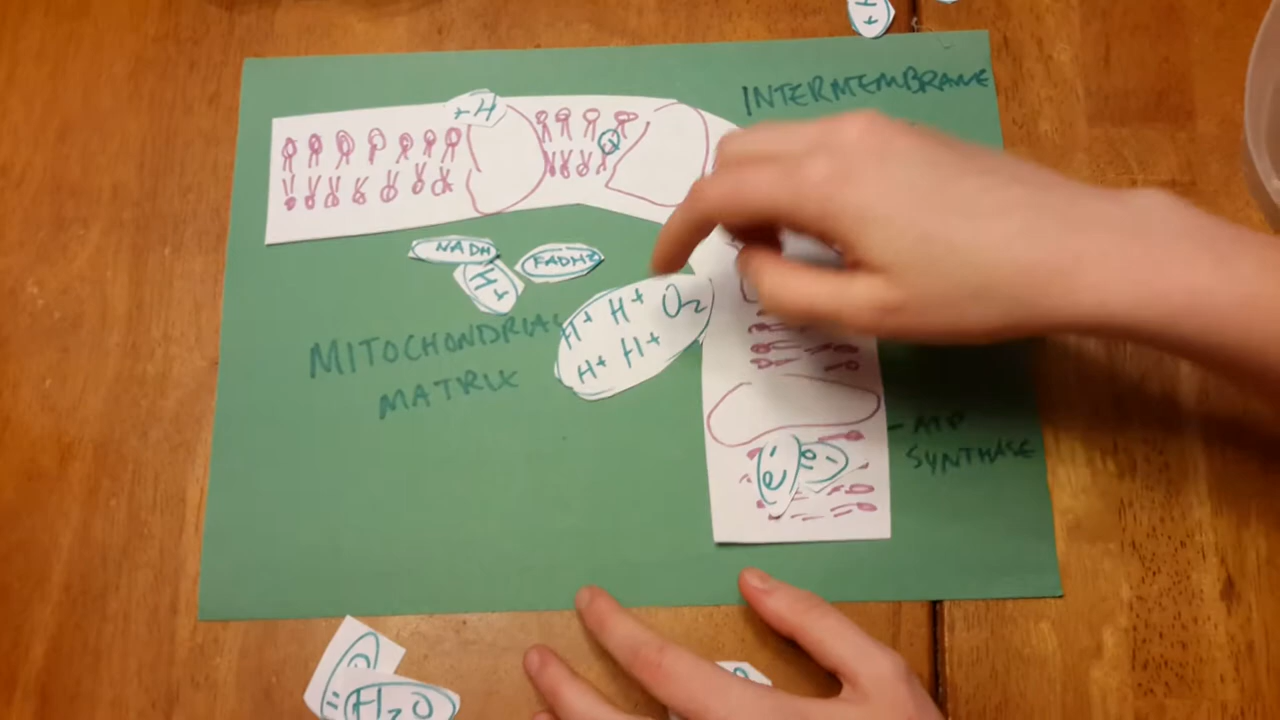 H+
INTERMEMBRANE
+H
NADH
FADH2
H+
H+ H+ O2
H+ H+
MITOCHONDRIAL
MATRIX
- ATP
SYNTHASE
e- e-
H2O